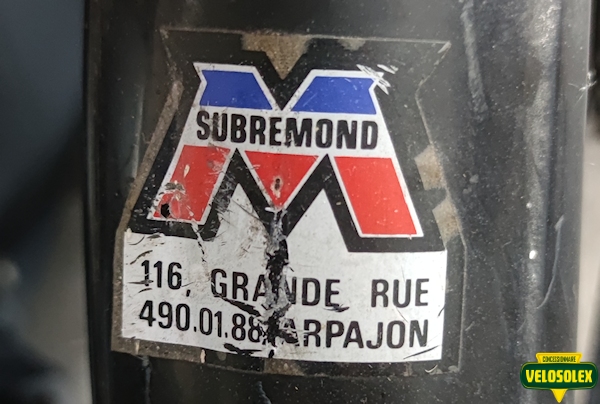 SUBREMOND
116, GRANDE RUE
490.01.88 ARPAJON
CONCESSIONNAIRE
VELOSOLEX